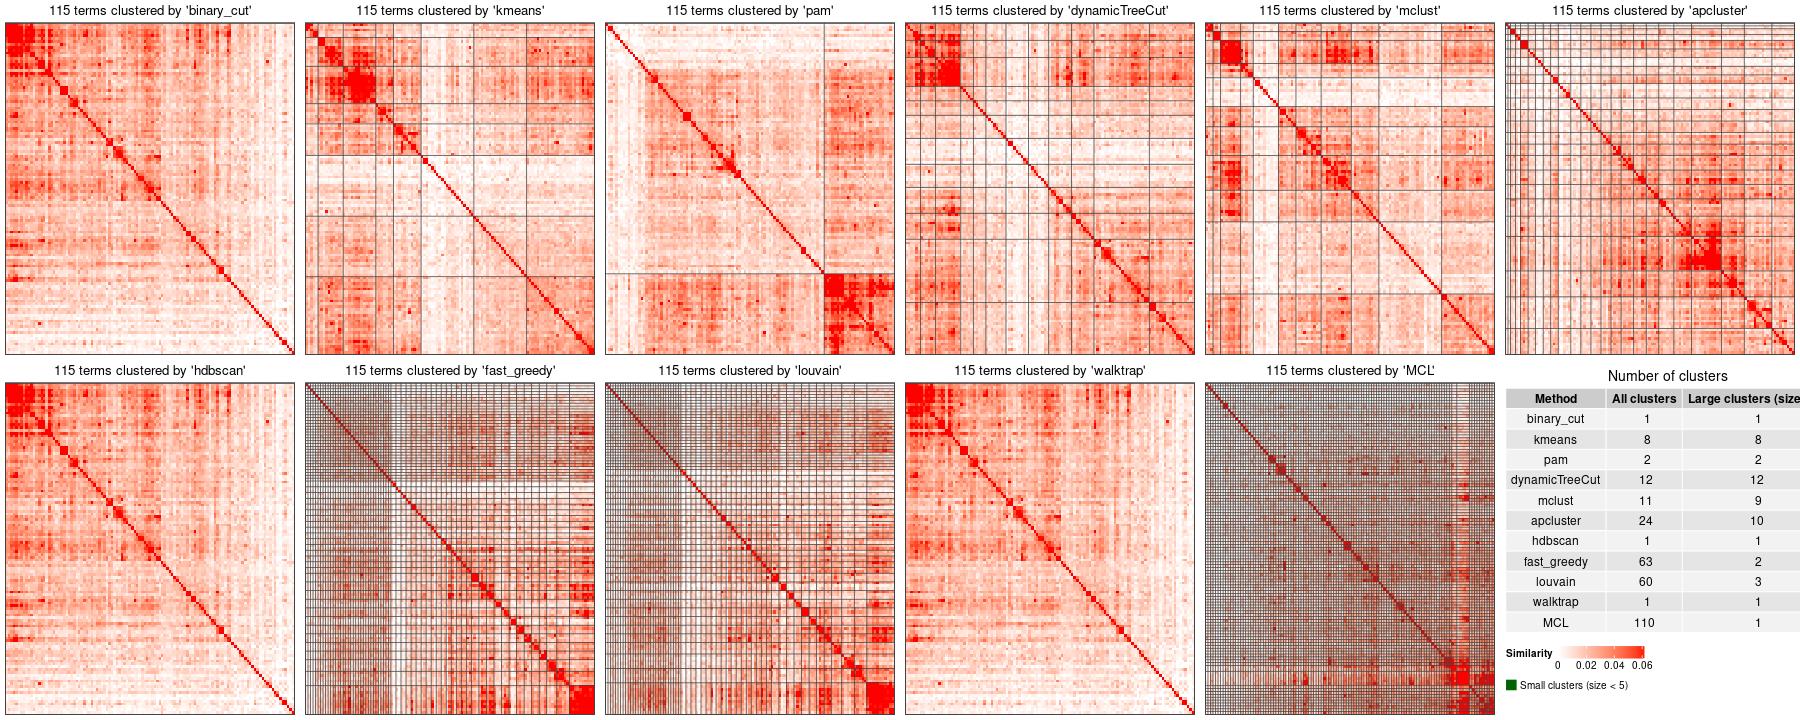 115 terms clustered by 'binary_cut'
115 terms clustered by 'kmeans'
115 terms clustered by 'pam'
115 terms clustered by 'dynamicTreeCut'
115 terms clustered by 'mclust'
115 terms clustered by 'apcluster'
115 terms clustered by 'hdbscan'
115 terms clustered by 'fast_greedy'
115 terms clustered by 'louvain'
115 terms clustered by 'walktrap'
115 terms clustered by 'MCL'
Number of clusters
Method All clusters Large clusters (size
binary_cut 1 1
kmeans 8 8
pam 2 2
dynamicTreeCut 12 12
mclust 11 9
apcluster 24 10
hdbscan 1 1
fast_greedy 63 2
louvain 60 3
walktrap 1 1
MCL 110 1
Similarity
0 0.02 0.04 0.06
Small clusters (size < 5)